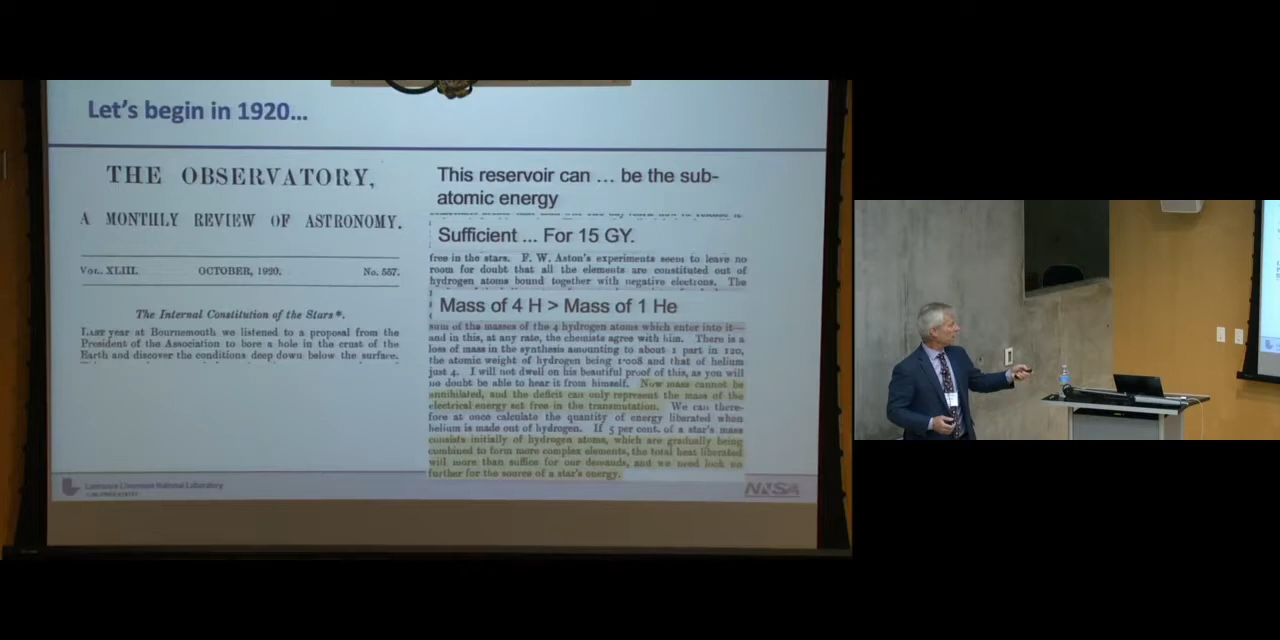 Let's begin in 1920...
THE OBSERVATORY,
A MONTHLY REVIEW OF ASTRONOMY.
Vol. XLIII. OCTOBER, 1920. No. 557.
The Internal Constitution of the Stars*.
Last year at Bournemouth we listened to a proposal from the
President of the Association to bore a hole in the crust of the
Earth and discover the conditions deep down below the surface.
This reservoir can ... be the sub-
atomic energy
Sufficient ... For 15 GY.
free in the stars. F. W. Aston's experiments seem to leave no
room for doubt that all the elements are constituted out of
hydrogen atoms bound together with negative electrons. The
Mass of 4 H > Mass of 1 He
sum of the masses of the 4 hydrogen atoms which enter into it—
and in this, at any rate, the chemists agree with him. There is a
loss of mass in the synthesis amounting to about 1 part in 120,
the atomic weight of hydrogen being 1·008 and that of helium
just 4. I will not dwell on his beautiful proof of this, as you will
no doubt be able to hear it from himself. Now mass cannot be
annihilated, and the deficit can only represent the mass of the
electrical energy set free in the transmutation. We can there-
fore at once calculate the quantity of energy liberated when
helium is made out of hydrogen. If 5 per cent. of a star's mass
consists initially of hydrogen atoms, which are gradually being
combined to form more complex elements, the total heat liberated
will more than suffice for our demands, and we need look no
further for the source of a star's energy.
Lawrence Livermore National Laboratory
NNSA